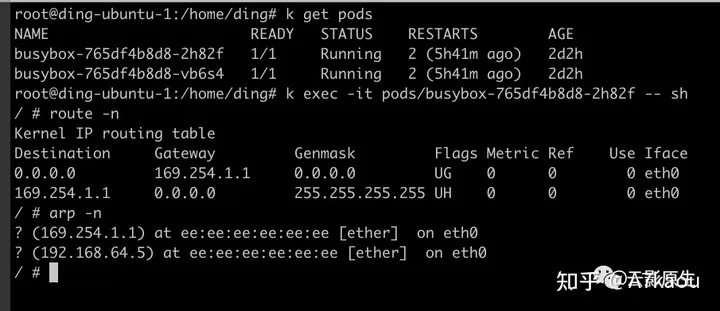 root@ding-ubuntu-1:/home/ding# k get pods
NAME                       READY   STATUS    RESTARTS        AGE
busybox-765df4b8d8-2h82f   1/1     Running   2 (5h41m ago)   2d2h
busybox-765df4b8d8-vb6s4   1/1     Running   2 (5h41m ago)   2d2h
root@ding-ubuntu-1:/home/ding# k exec -it pods/busybox-765df4b8d8-2h82f -- sh
/ # route -n
Kernel IP routing table
Destination     Gateway         Genmask         Flags Metric Ref    Use Iface
0.0.0.0         169.254.1.1     0.0.0.0         UG    0      0        0 eth0
169.254.1.1     0.0.0.0         255.255.255.255 UH    0      0        0 eth0
/ # arp -n
? (169.254.1.1) at ee:ee:ee:ee:ee:ee [ether]  on eth0
? (192.168.64.5) at ee:ee:ee:ee:ee:ee [ether]  on eth0
/ #
知乎